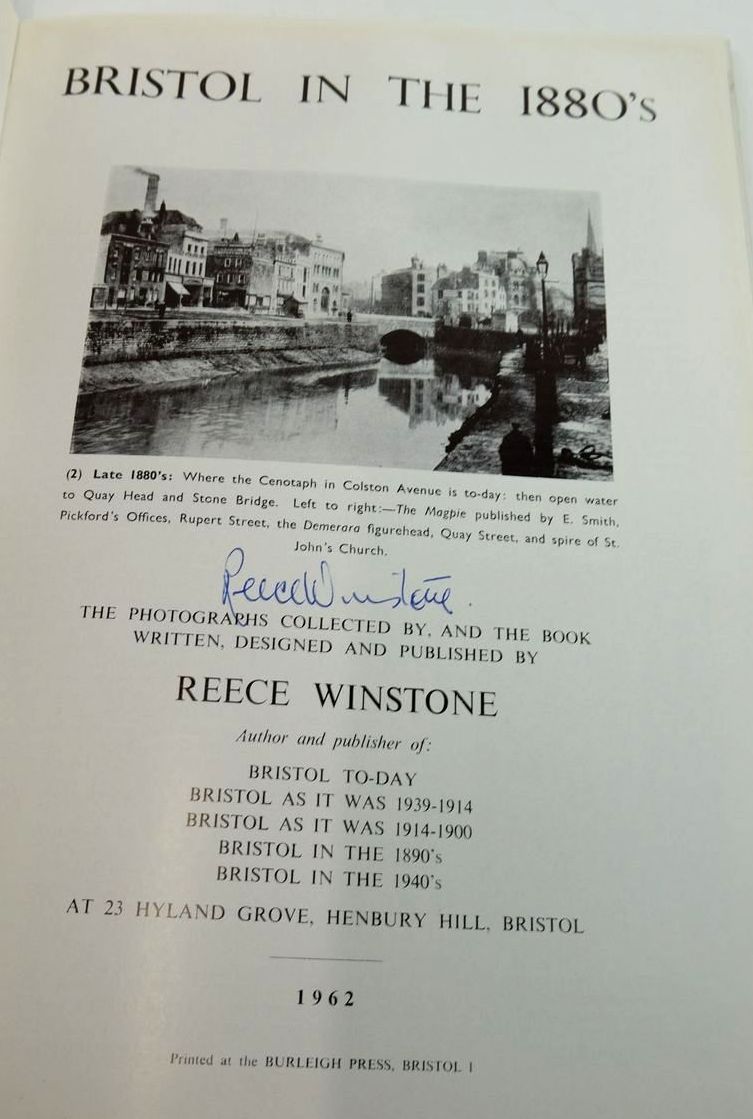 BRISTOL IN THE 1880's
(2) Late 1880's: Where the Cenotaph in Colston Avenue is to-day: then open water
to Quay Head and Stone Bridge. Left to right:—The Magpie published by E. Smith,
Pickford's Offices, Rupert Street, the Demerara figurehead, Quay Street, and spire of St.
John's Church.
Reece Winstone.
THE PHOTOGRAPHS COLLECTED BY, AND THE BOOK
WRITTEN, DESIGNED AND PUBLISHED BY
REECE WINSTONE
Author and publisher of:
BRISTOL TO-DAY
BRISTOL AS IT WAS 1939-1914
BRISTOL AS IT WAS 1914-1900
BRISTOL IN THE 1890's
BRISTOL IN THE 1940's
AT 23 HYLAND GROVE, HENBURY HILL, BRISTOL
1962
Printed at the BURLEIGH PRESS, BRISTOL 1